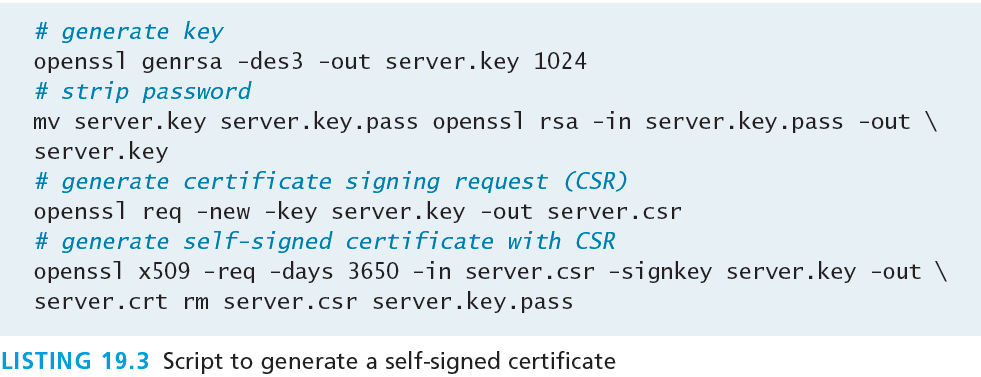 # generate key
openssl genrsa -des3 -out server.key 1024
# strip password
mv server.key server.key.pass openssl rsa -in server.key.pass -out \
server.key
# generate certificate signing request (CSR)
openssl req -new -key server.key -out server.csr
# generate self-signed certificate with CSR
openssl x509 -req -days 3650 -in server.csr -signkey server.key -out \
server.crt rm server.csr server.key.pass
LISTING 19.3 Script to generate a self-signed certificate